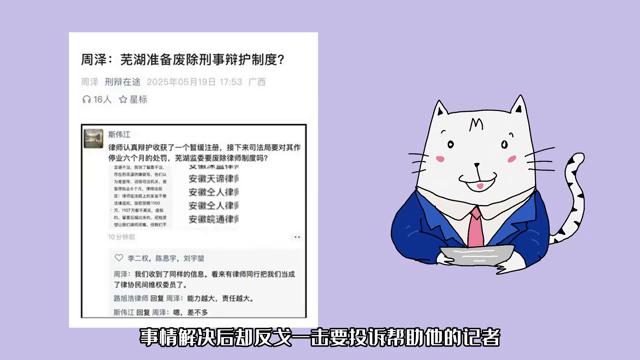 周泽：芜湖准备废除刑事辩护制度？
周泽 刑辩在途 2025年05月19日 17:53 广西
16人 星标
斯伟江
律师认真辩护收获了一个暂缓注册，接下来司法局要对其作
停业六个月的处罚，芜湖监委要废除律师制度吗？
安徽天谛律师
安徽仝人律师
安徽仝人律师
安徽皖通律师
10分钟前
李二权，陈恩宇，刘宇堃
周泽：我们收到了同样的信息。看来有律师同行把我们当成
了律协民间维权委员了。
路旭浩律师 回复 周泽：能力越大，责任越大。
斯伟江 回复 周泽：嗯，差不多
事情解决后却反戈一击要投诉帮助他的记者